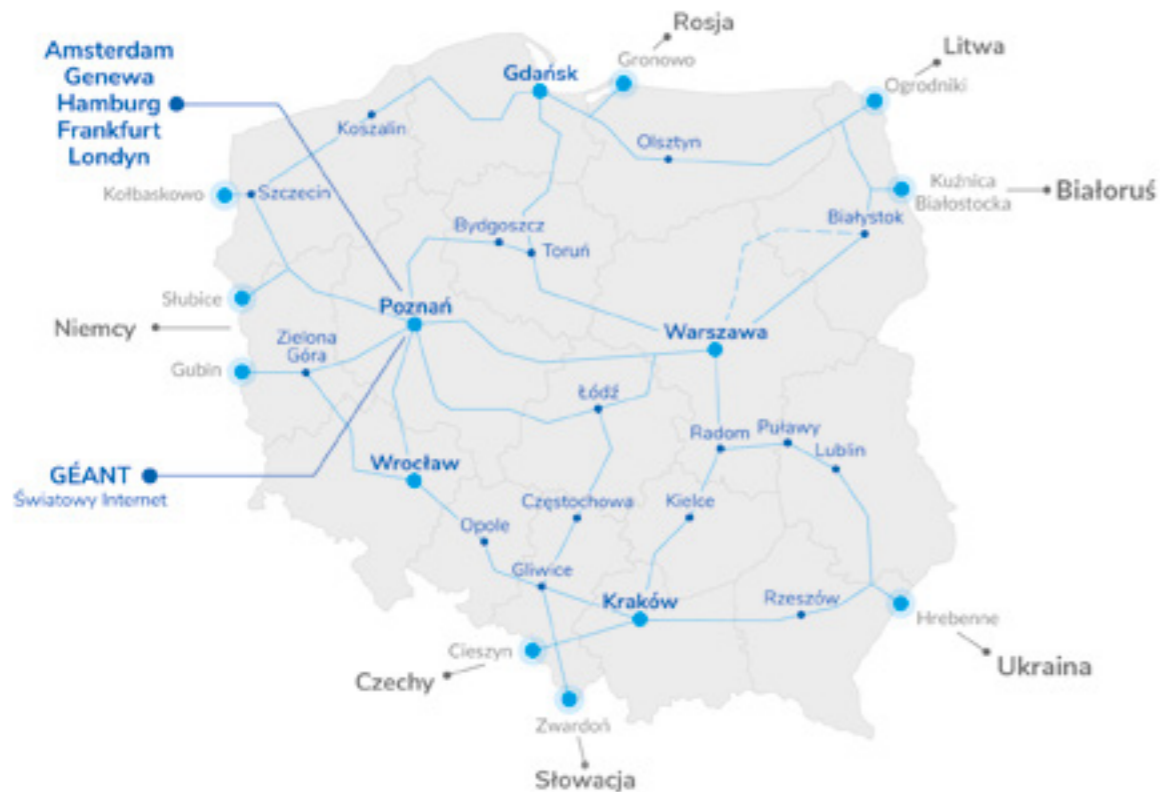 Rosja
Amsterdam
Genewa
Hamburg
Frankfurt
Londyn
Gdańsk
Gronowo
Litwa
Ogrodniki
Koszalin
Olsztyn
Kołbaskowo
Szczecin
Kuźnica
Białostocka
Białoruś
Bydgoszcz
Toruń
Białystok
Słubice
Poznań
Niemcy
Zielona
Góra
Warszawa
Gubin
Łódź
Radom
Puławy
Lublin
GÉANT
Światowy Internet
Wrocław
Częstochowa
Kielce
Opole
Gliwice
Kraków
Rzeszów
Hrebenne
Cieszyn
Czechy
Ukraina
Zwardoń
Słowacja